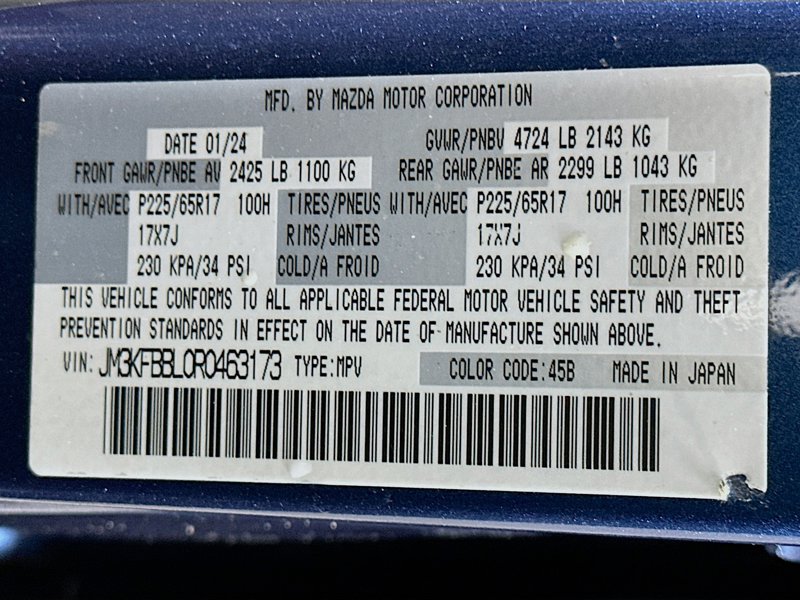 MFD. BY MAZDA MOTOR CORPORATION
DATE 01/24 GVWR/PNBV 4724 LB 2143 KG
FRONT GAWR/PNBE AV 2425 LB 1100 KG REAR GAWR/PNBE AR 2299 LB 1043 KG
WITH/AVEC P225/65R17 100H TIRES/PNEUS WITH/AVEC P225/65R17 100H TIRES/PNEUS
17X7J RIMS/JANTES 17X7J RIMS/JANTES
230 KPA/34 PSI COLD/A FROID 230 KPA/34 PSI COLD/A FROID
THIS VEHICLE CONFORMS TO ALL APPLICABLE FEDERAL MOTOR VEHICLE SAFETY AND THEFT
PREVENTION STANDARDS IN EFFECT ON THE DATE OF MANUFACTURE SHOWN ABOVE.
VIN: JM3KFBBL0R0463173 TYPE:MPV COLOR CODE:45B MADE IN JAPAN